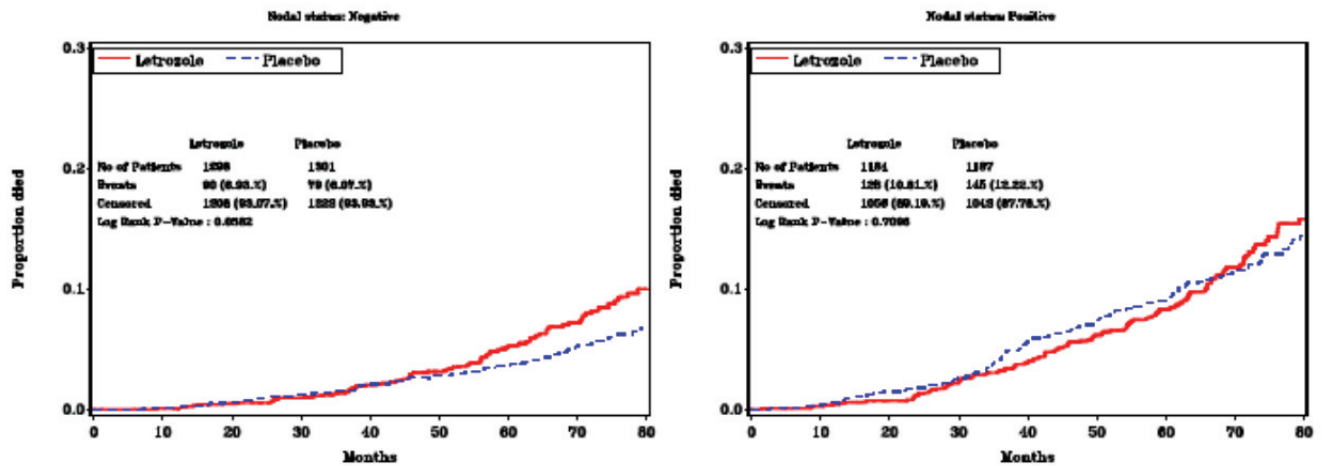 Nodal status: Negative
Letrozole Placebo
Proportion died
0.3
0.2
0.1
0.0
Letrozole Placebo
No of Patients 1298 1301
Events 90 (6.93.%) 79 (6.07.%)
Censored 1208 (93.07.%) 1222 (93.93.%)
Log Rank P-Value :
0 10 20 30 40 50 60 70 80
Months
Nodal status: Positive
Letrozole Placebo
Proportion died
0.3
0.2
0.1
0.0
Letrozole Placebo
No of Patients 1184 1187
Events 128 (10.81.%) 145 (12.22.%)
Censored 1056 (89.19.%) 1042 (87.78.%)
Log Rank P-Value :
0 10 20 30 40 50 60 70 80
Months